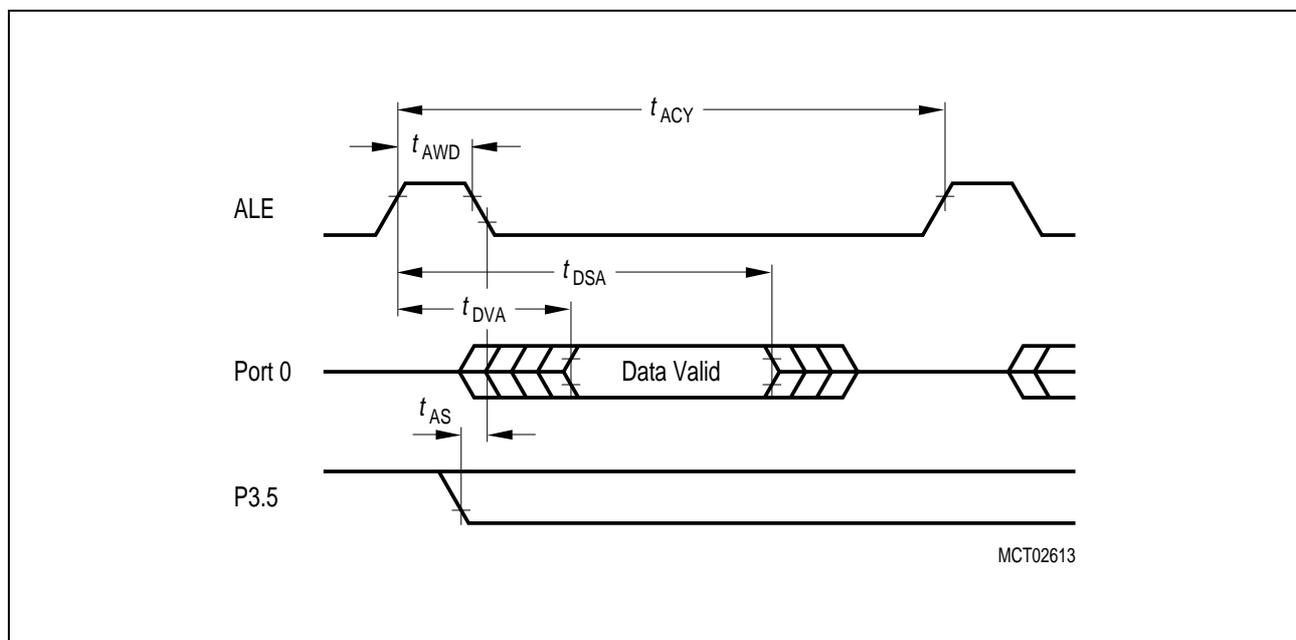 t ACY
t AWD
ALE
t DSA
t DVA
Port 0
Data Valid
t AS
P3.5
MCT02613